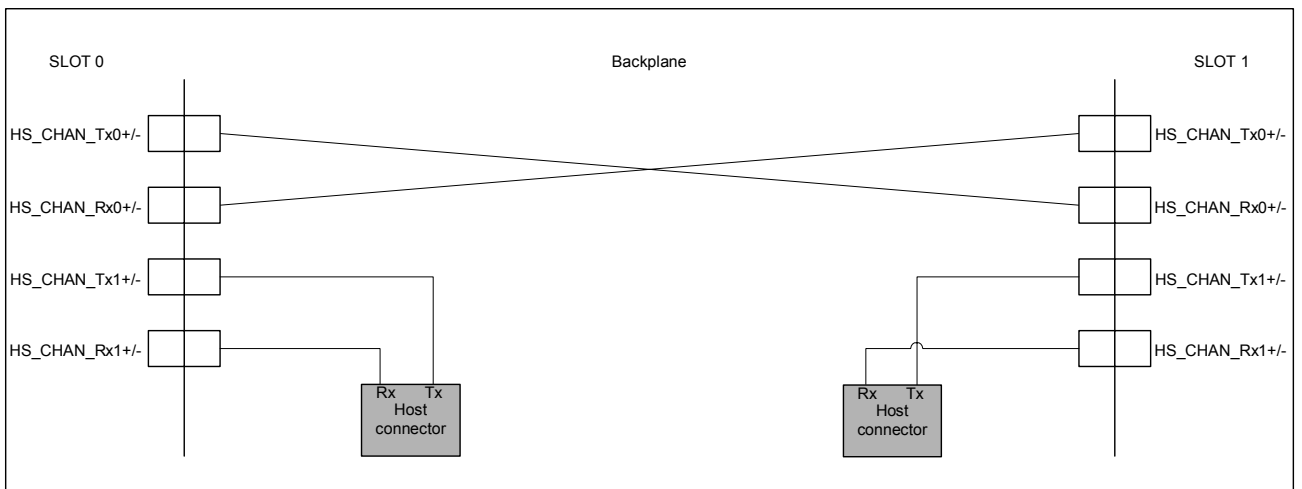 SLOT 0
Backplane
SLOT 1
HS_CHAN_Tx0+/-
HS_CHAN_Tx0+/-
HS_CHAN_Rx0+/-
HS_CHAN_Rx0+/-
HS_CHAN_Tx1+/-
HS_CHAN_Tx1+/-
HS_CHAN_Rx1+/-
HS_CHAN_Rx1+/-
Rx Tx
Host
connector
Rx Tx
Host
connector